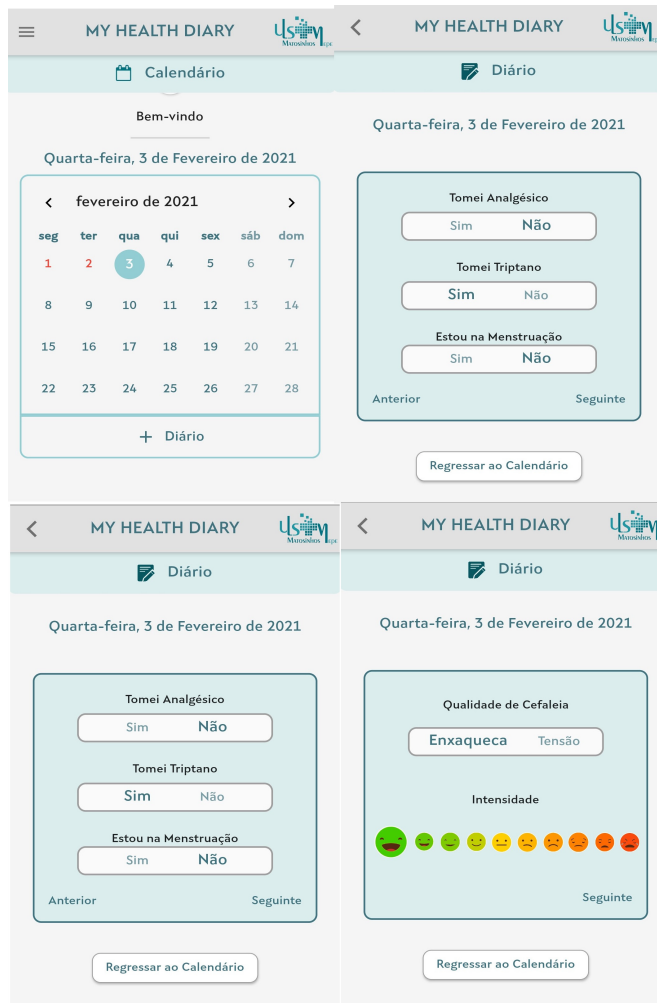 MY HEALTH DIARY
USM
Matosinhos EPE
Calendário
Bem-vindo
Quarta-feira, 3 de Fevereiro de 2021
fevereiro de 2021
seg ter qua qui sex sáb dom
1 2 3 4 5 6 7
8 9 10 11 12 13 14
15 16 17 18 19 20 21
22 23 24 25 26 27 28
+ Diário
MY HEALTH DIARY
USM
Matosinhos
Diário
Quarta-feira, 3 de Fevereiro de 2021
Tomei Analgésico
Sim Não
Tomei Triptano
Sim Não
Estou na Menstruação
Sim Não
Anterior Seguinte
Regressar ao Calendário
MY HEALTH DIARY
USM
Matosinhos EPE
Diário
Quarta-feira, 3 de Fevereiro de 2021
Tomei Analgésico
Sim Não
Tomei Triptano
Sim Não
Estou na Menstruação
Sim Não
Anterior Seguinte
Regressar ao Calendário
MY HEALTH DIARY
USM
Matosinhos
Diário
Quarta-feira, 3 de Fevereiro de 2021
Qualidade de Cefaleia
Enxaqueca Tensão
Intensidade
Seguinte
Regressar ao Calendário